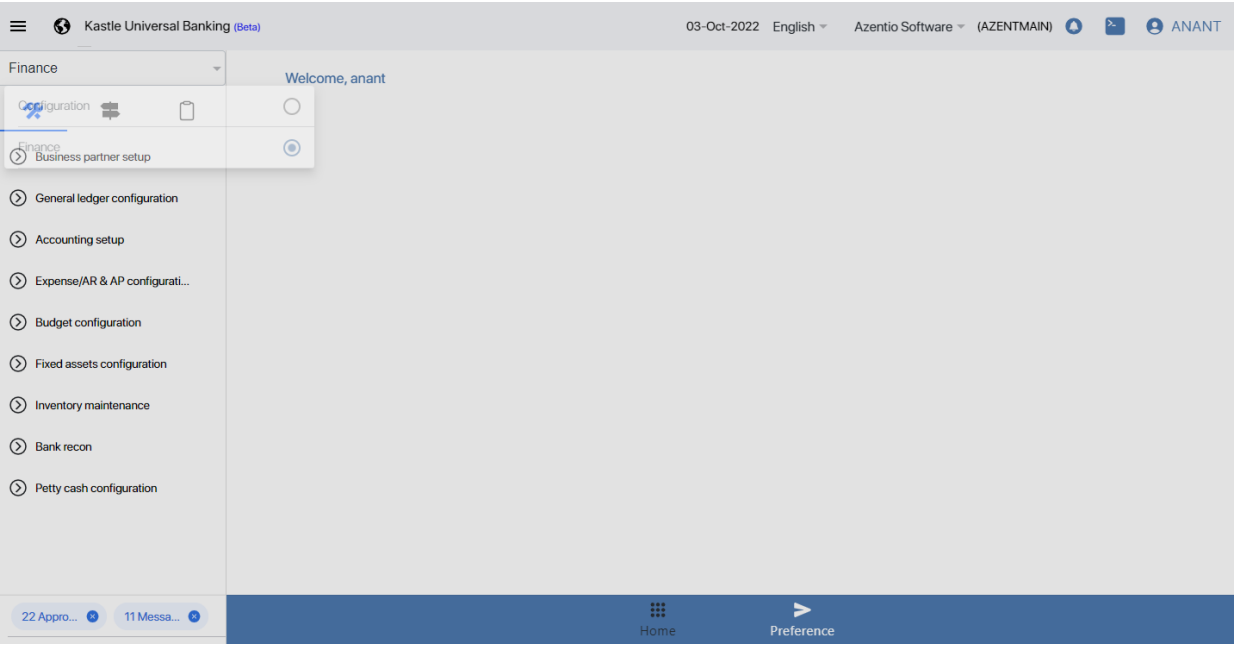 Kastle Universal Banking (Beta)
03-Oct-2022 English Azentio Software (AZENTMAIN) ANANT
Finance
Welcome, anant
Configuration
Finance
Business partner setup
General ledger configuration
Accounting setup
Expense/AR & AP configurati...
Budget configuration
Fixed assets configuration
Inventory maintenance
Bank recon
Petty cash configuration
22 Appro... 11 Messa...
Home Preference